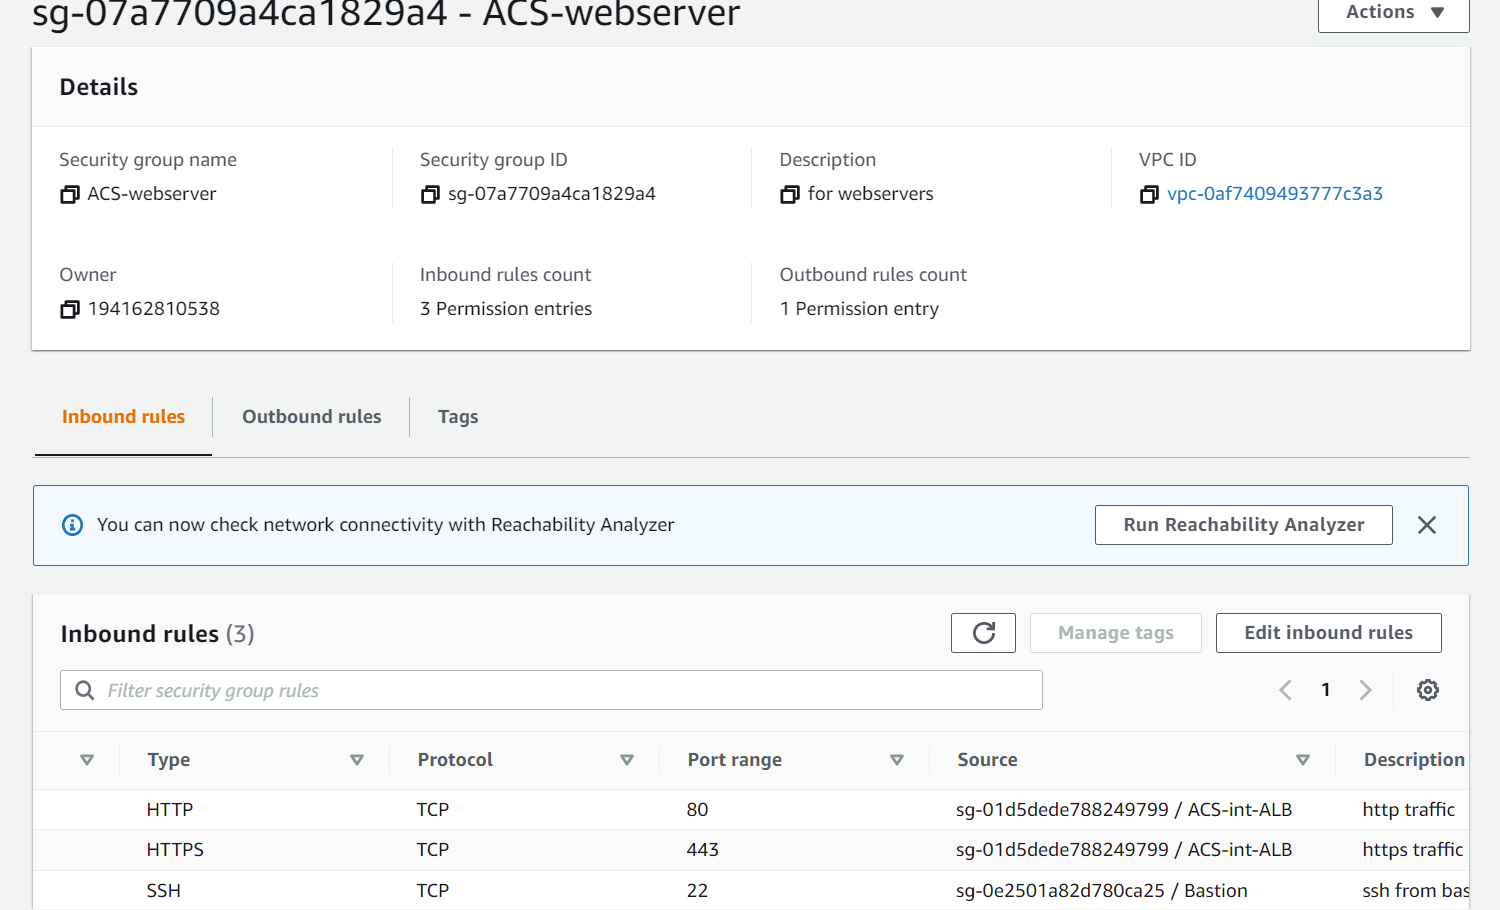 sg-07a7709a4ca1829a4 - ACS-webserver
Actions
Details
Security group name
Security group ID
Description
VPC ID
ACS-webserver
sg-07a7709a4ca1829a4
for webservers
vpc-0af7409493777c3a3
Owner
Inbound rules count
Outbound rules count
194162810538
3 Permission entries
1 Permission entry
Inbound rules
Outbound rules
Tags
You can now check network connectivity with Reachability Analyzer
Run Reachability Analyzer
Inbound rules (3)
Manage tags
Edit inbound rules
Filter security group rules
1
Type Protocol Port range Source Description
HTTP TCP 80 sg-01d5dede788249799 / ACS-int-ALB http traffic
HTTPS TCP 443 sg-01d5dede788249799 / ACS-int-ALB https traffic
SSH TCP 22 sg-0e2501a82d780ca25 / Bastion ssh from bas